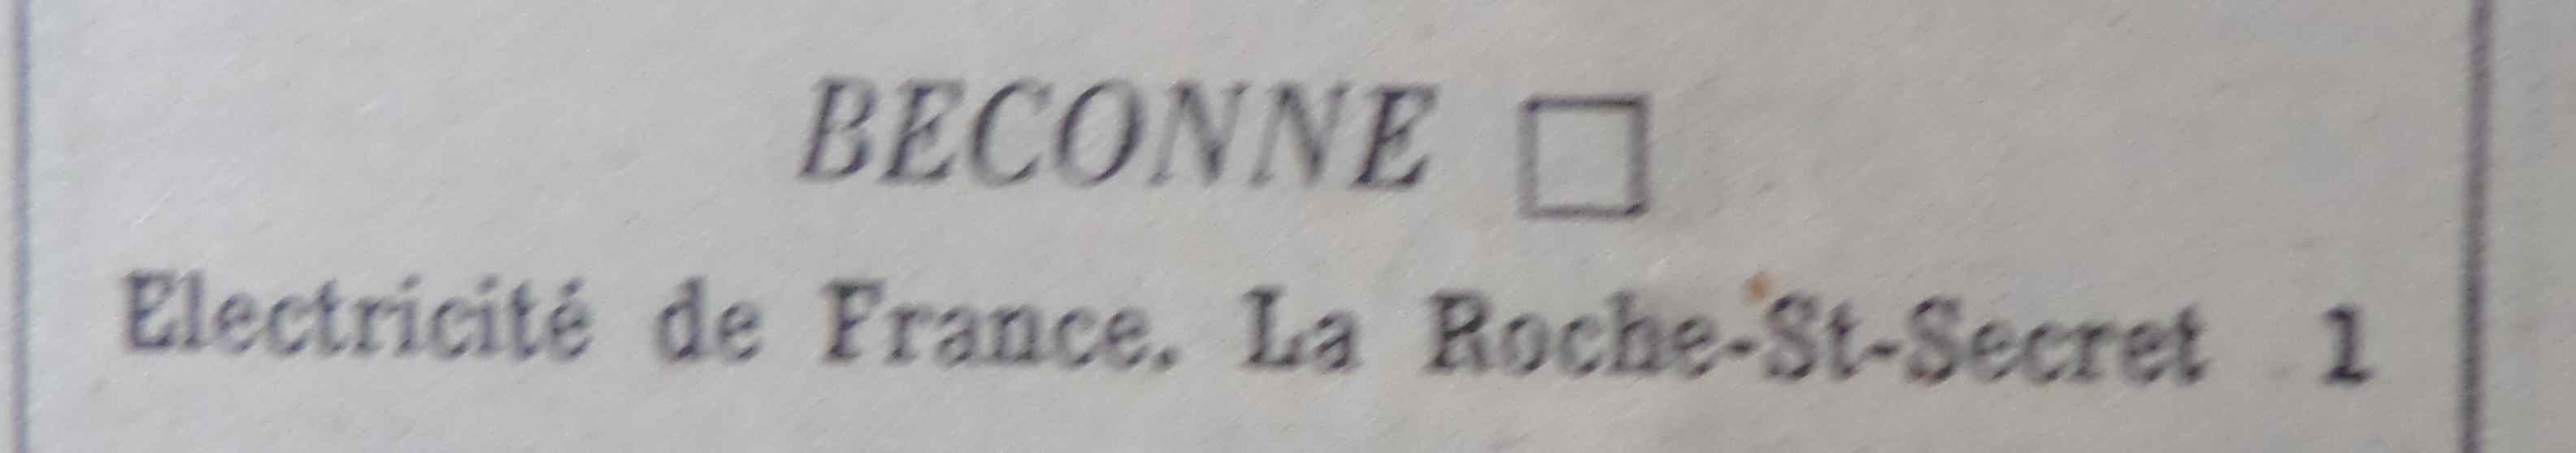 BECONNE □
Electricité de France. La Roche-St-Secret 1